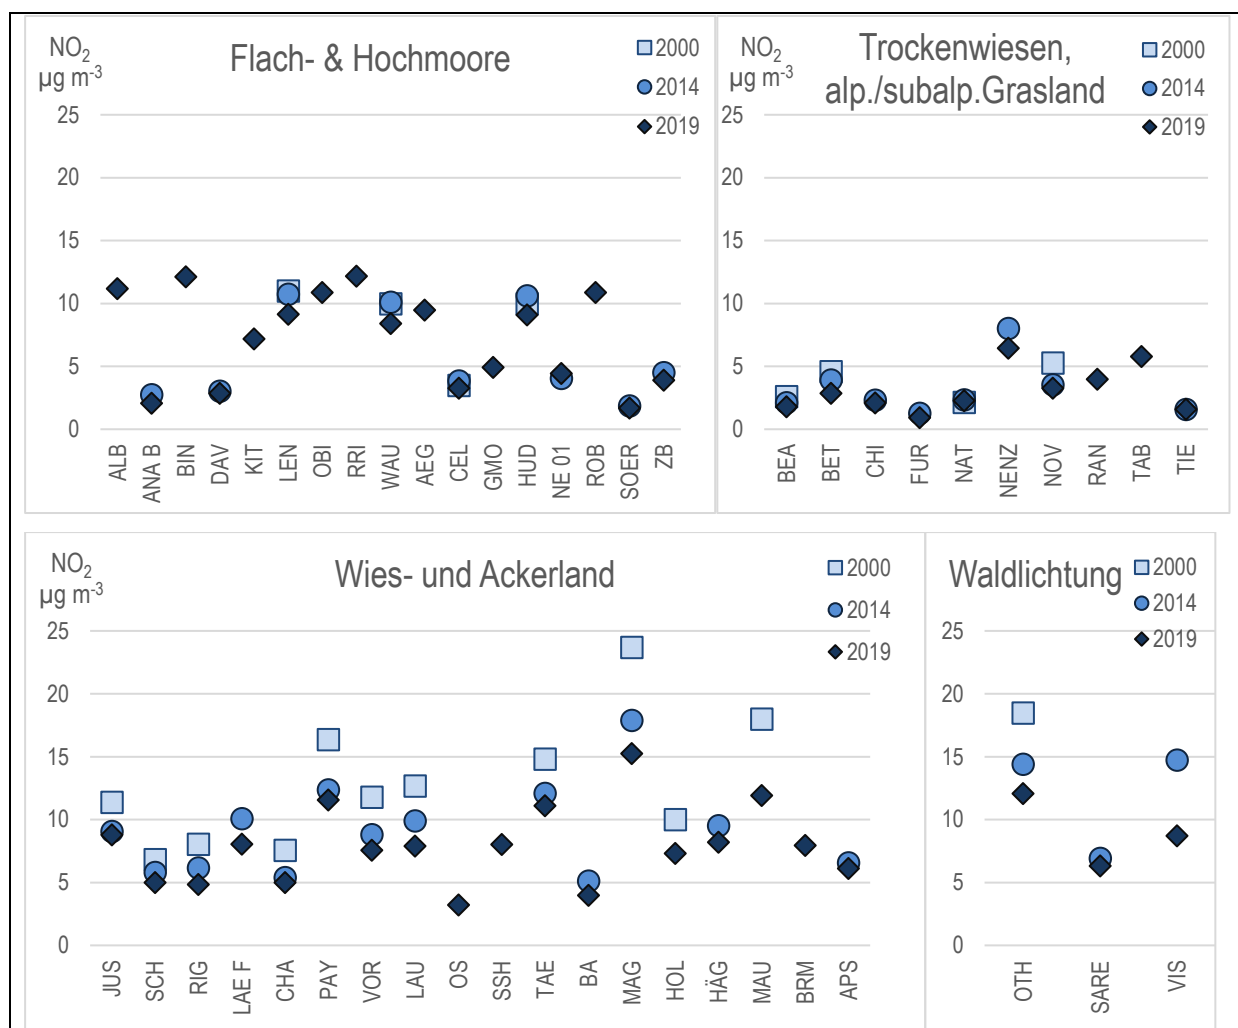 NO2
µg m-3
Flach- & Hochmoore
2000
2014
2019
25
20
15
10
5
0
ALB
ANA B
BIN
DAV
KIT
LEN
OBI
RRI
WAU
AEG
CEL
GMO
HUD
NE 01
ROB
SOER
ZB
NO2
µg m-3
Trockenwiesen,
alp./subalp.Grasland
2000
2014
2019
25
20
15
10
5
0
BEA
BET
CHI
FUR
NAT
NENZ
NOV
RAN
TAB
TIE
NO2
µg m-3
Wies- und Ackerland
2000
2014
2019
25
20
15
10
5
0
JUS
SCH
RIG
LAE F
CHA
PAY
VOR
LAU
OS
SSH
TAE
BA
MAG
HOL
HÄG
MAU
BRM
APS
Waldlichtung
2000
2014
2019
25
20
15
10
5
0
OTH
SARE
VIS